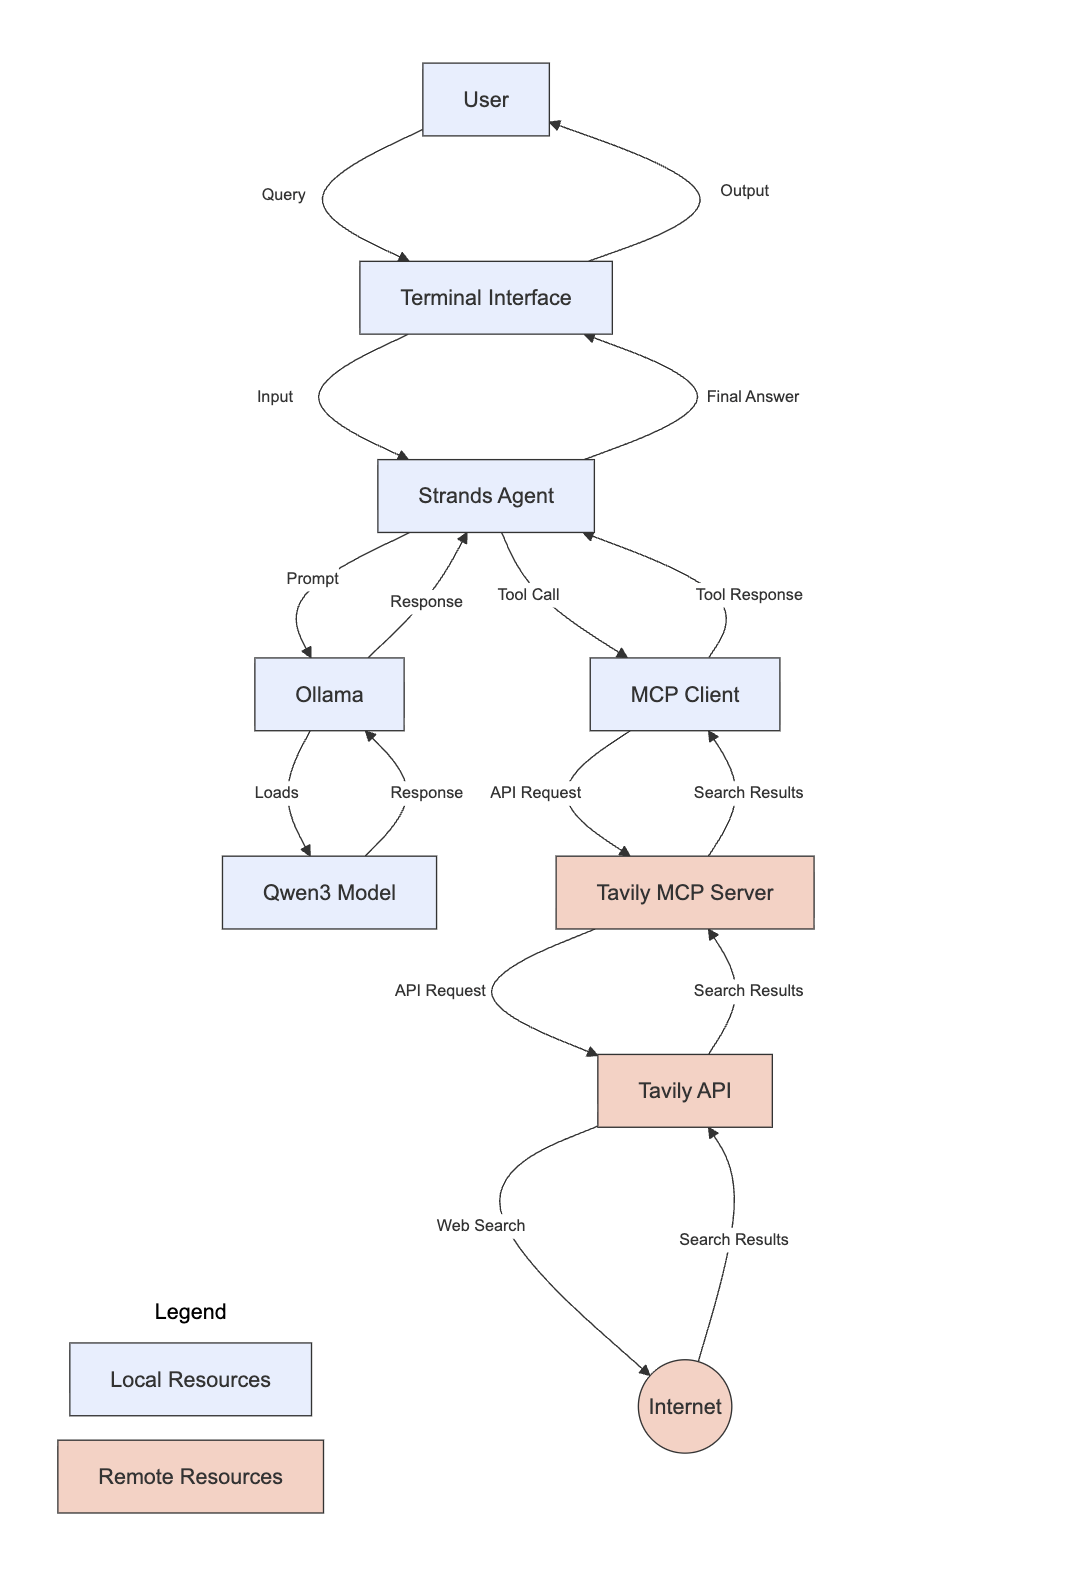 User
Query
Output
Terminal Interface
Input
Final Answer
Strands Agent
Prompt
Response
Tool Call
Tool Response
Ollama
MCP Client
Loads
Response
API Request
Search Results
Qwen3 Model
Tavily MCP Server
API Request
Search Results
Tavily API
Web Search
Search Results
Internet
Legend
Local Resources
Remote Resources